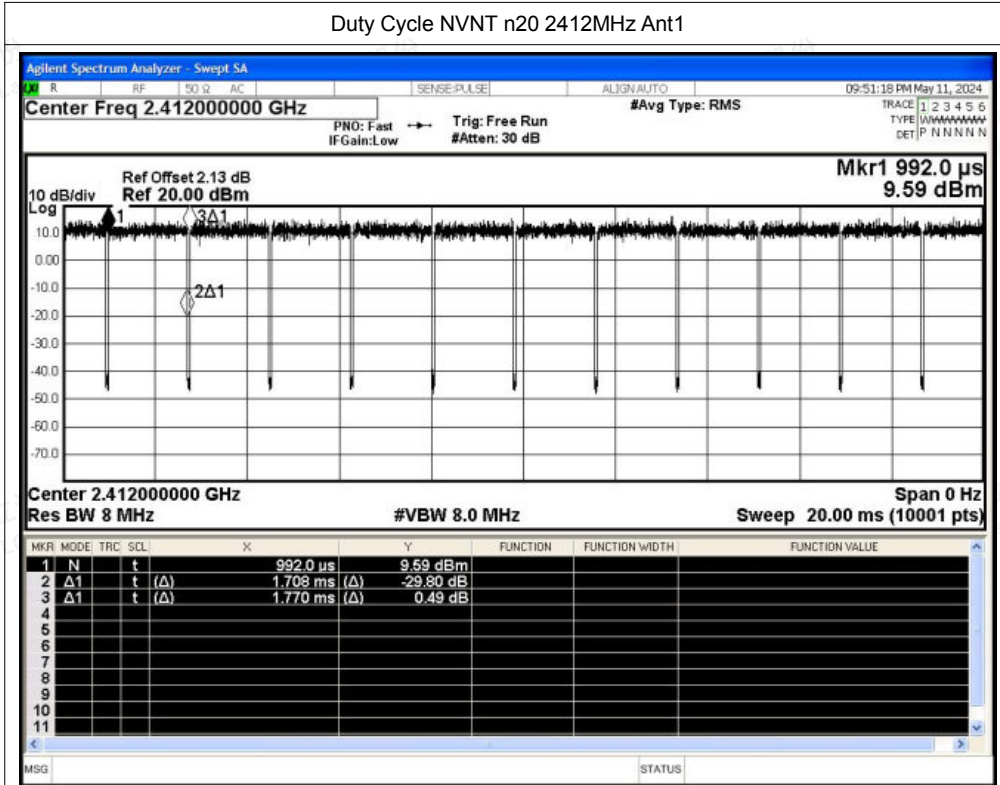 Duty Cycle NVNT n20 2412MHz Ant1
Agilent Spectrum Analyzer - Swept SA
R RF 50 Ω AC SENSE:PULSE ALIGNAUTO 09:51:18 PM May 11, 2024
Center Freq 2.412000000 GHz #Avg Type: RMS TRACE 1 2 3 4 5 6
PNO: Fast Trig: Free Run TYPE WWWWWW
IFGain:Low #Atten: 30 dB DET P N N N N N
Mkr1 992.0 µs
Ref Offset 2.13 dB
10 dB/div Ref 20.00 dBm 9.59 dBm
Log
1 3Δ1
10.0
0.00
-10.0
2Δ1
-20.0
-30.0
-40.0
-50.0
-60.0
-70.0
Center 2.412000000 GHz Span 0 Hz
Res BW 8 MHz #VBW 8.0 MHz Sweep 20.00 ms (10001 pts)
MKR MODE TRC SCL X Y FUNCTION FUNCTION WIDTH FUNCTION VALUE
1 N t 992.0 µs 9.59 dBm
2 Δ1 t (Δ) 1.708 ms (Δ) -29.80 dB
3 Δ1 t (Δ) 1.770 ms (Δ) 0.49 dB
4
5
6
7
8
9
10
11
MSG STATUS